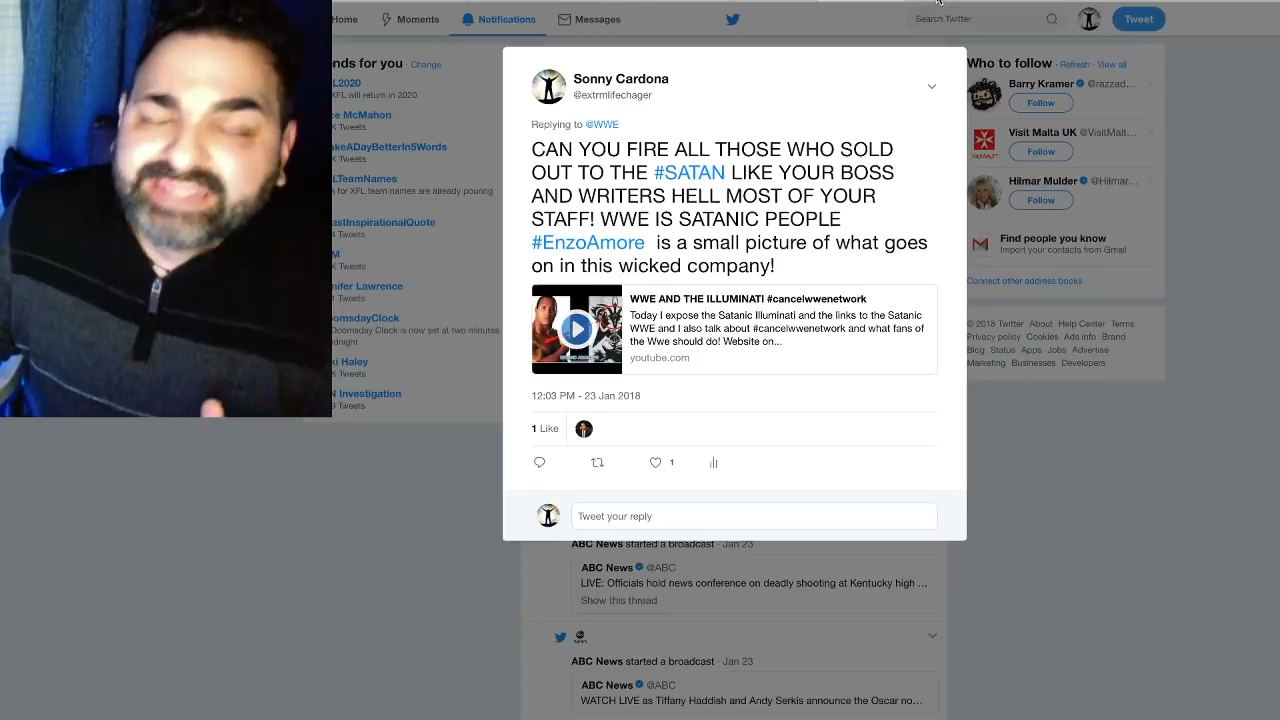 Home
Moments
Notifications
Messages
Search Twitter
Tweet
nds for you · Change
L2020
XFL will return in 2020
ce McMahon
K Tweets
akeADayBetterIn5Words
K Tweets
LTeamNames
s for XFL team names are already pouring
astInspirationalQuote
Tweets
M
K Tweets
nifer Lawrence
K Tweets
oomsdayClock
Doomsday Clock is now set at two minutes
idnight
ki Haley
K Tweets
I Investigation
Tweets
Sonny Cardona
@extrmlifechager
Replying to @WWE
CAN YOU FIRE ALL THOSE WHO SOLD
OUT TO THE #SATAN LIKE YOUR BOSS
AND WRITERS HELL MOST OF YOUR
STAFF! WWE IS SATANIC PEOPLE
#EnzoAmore is a small picture of what goes
on in this wicked company!
WWE AND THE ILLUMINATI #cancelwwenetwork
Today I expose the Satanic Illuminati and the links to the Satanic
WWE and I also talk about #cancelwwenetwork and what fans of
the Wwe should do! Website on...
youtube.com
12:03 PM - 23 Jan 2018
1 Like
1
Tweet your reply
ABC News started a broadcast · Jan 23
ABC News @ABC
LIVE: Officials hold news conference on deadly shooting at Kentucky high ...
Show this thread
ABC News started a broadcast · Jan 23
ABC News @ABC
WATCH LIVE as Tiffany Haddish and Andy Serkis announce the Oscar no...
Who to follow · Refresh · View all
Barry Kramer @razzad...
Follow
Visit Malta UK @VisitMalt...
Follow
Hilmar Mulder @Hilmar...
Follow
Find people you know
Import your contacts from Gmail
Connect other address books
© 2018 Twitter About Help Center Terms
Privacy policy Cookies Ads info Brand
Blog Status Apps Jobs Advertise
Marketing Businesses Developers